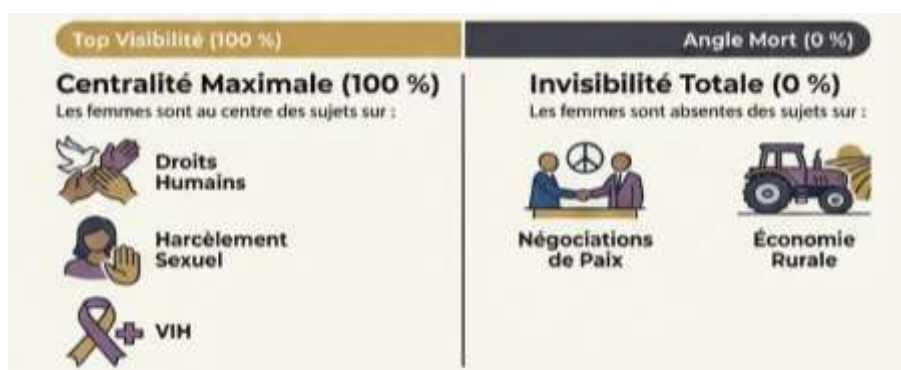 Top Visibilité (100 %)
Centralité Maximale (100 %)
Les femmes sont au centre des sujets sur :
Droits
Humains
Harcèlement
Sexuel
VIH
Angle Mort (0 %)
Invisibilité Totale (0 %)
Les femmes sont absentes des sujets sur :
Négociations
de Paix
Économie
Rurale